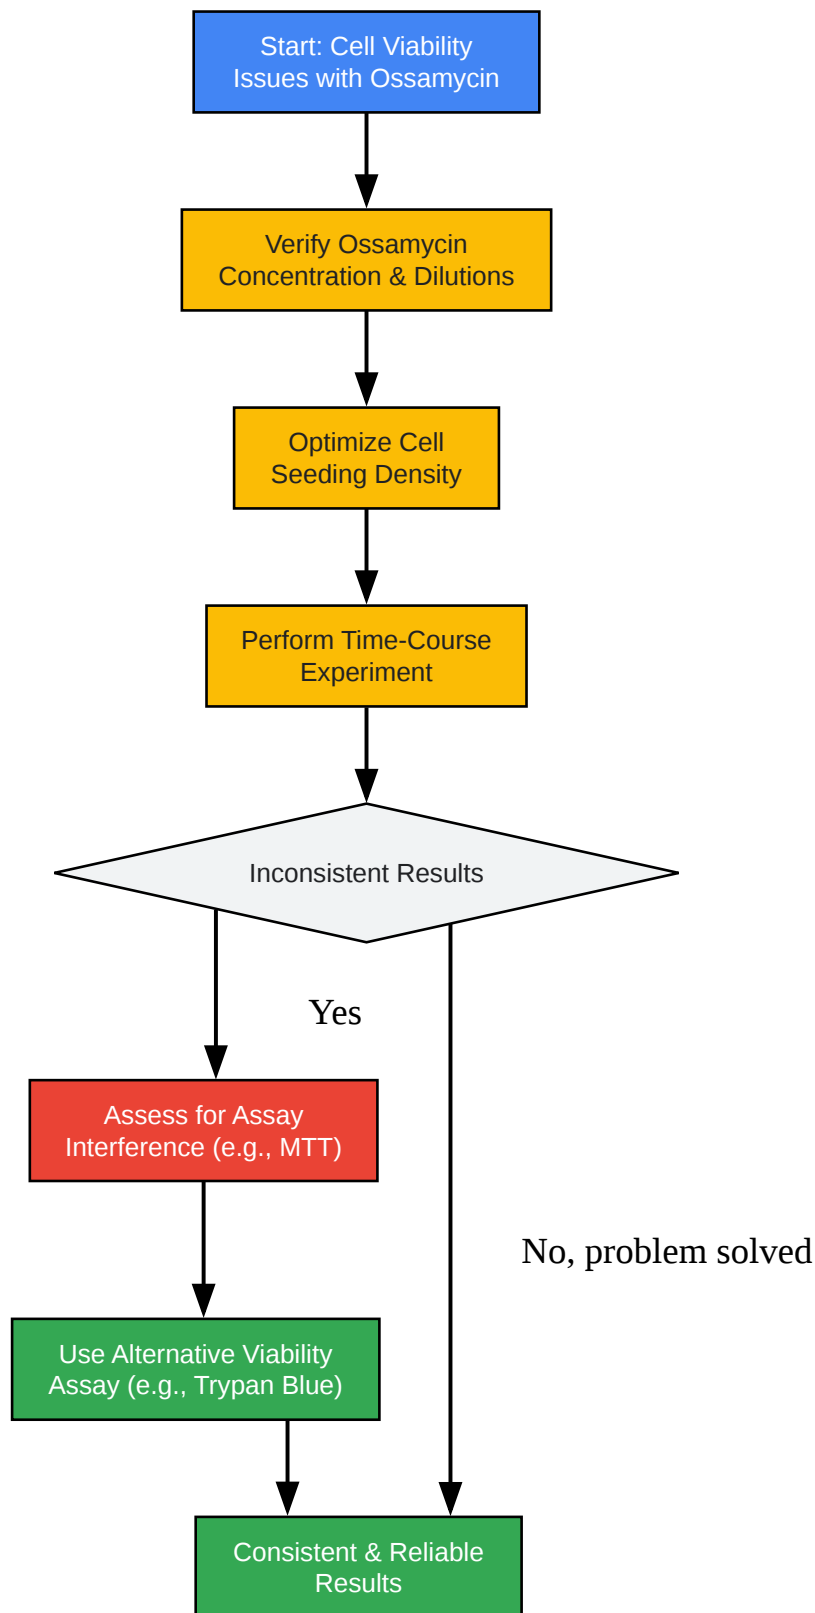 Start: Cell Viability
Issues with Ossamycin
Verify Ossamycin
Concentration & Dilutions
Optimize Cell
Seeding Density
Perform Time-Course
Experiment
Inconsistent Results
Yes
Assess for Assay
Interference (e.g., MTT)
No, problem solved
Use Alternative Viability
Assay (e.g., Trypan Blue)
Consistent & Reliable
Results